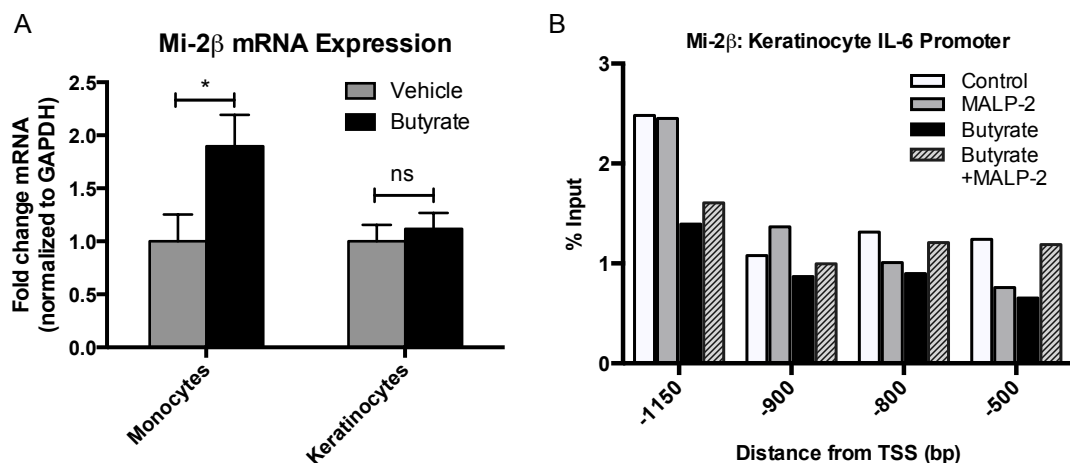 A
Mi-2β mRNA Expression
Fold change mRNA
(normalized to GAPDH)
2.5
2.0
1.5
1.0
0.5
0.0
*
ns
Vehicle
Butyrate
Monocytes
Keratinocytes
B
Mi-2β: Keratinocyte IL-6 Promoter
% Input
3
2
1
0
Control
MALP-2
Butyrate
Butyrate
+MALP-2
-1150
-900
-800
-500
Distance from TSS (bp)